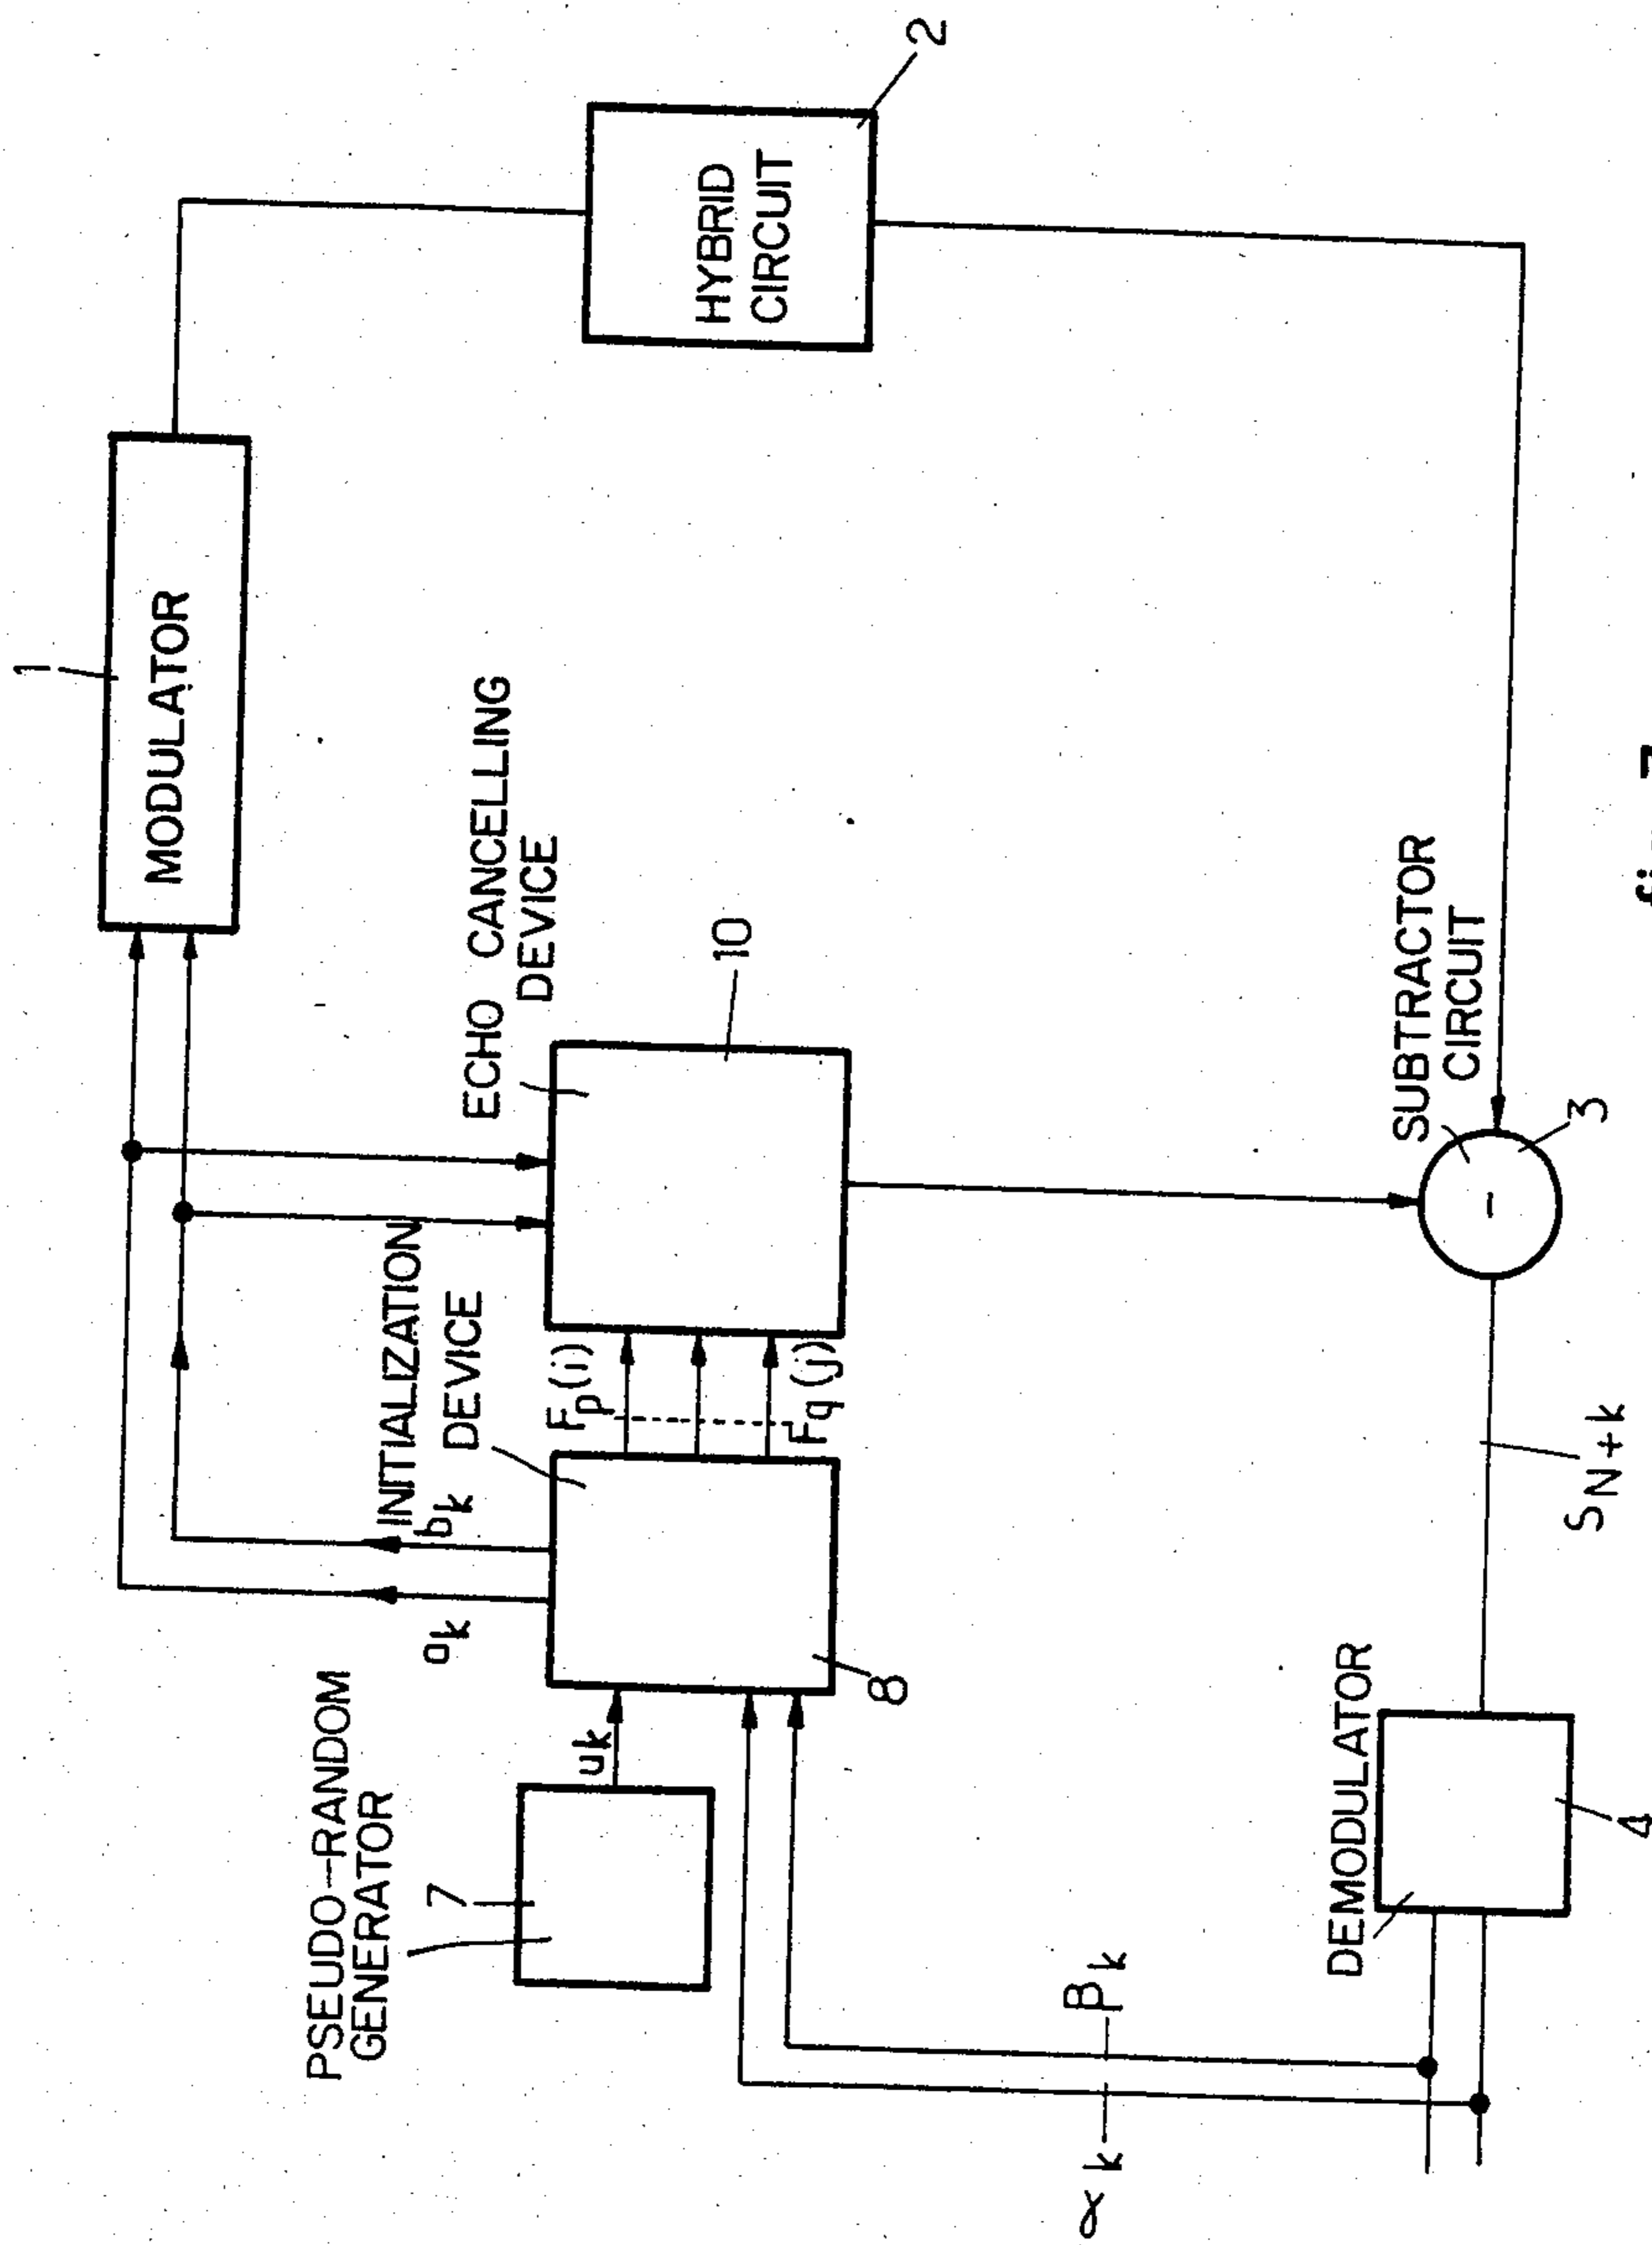 1
MODULATOR
HYBRID
CIRCUIT
2
ECHO CANCELLING
DEVICE
10
INITIALIZATION
DEVICE
a_k
b_k
F_p(i)
F_q(j)
8
PSEUDO-RANDOM
GENERATOR
7
u_k
SUBTRACTOR
CIRCUIT
-
3
S_N+k
DEMODULATOR
4
β_k
α_k